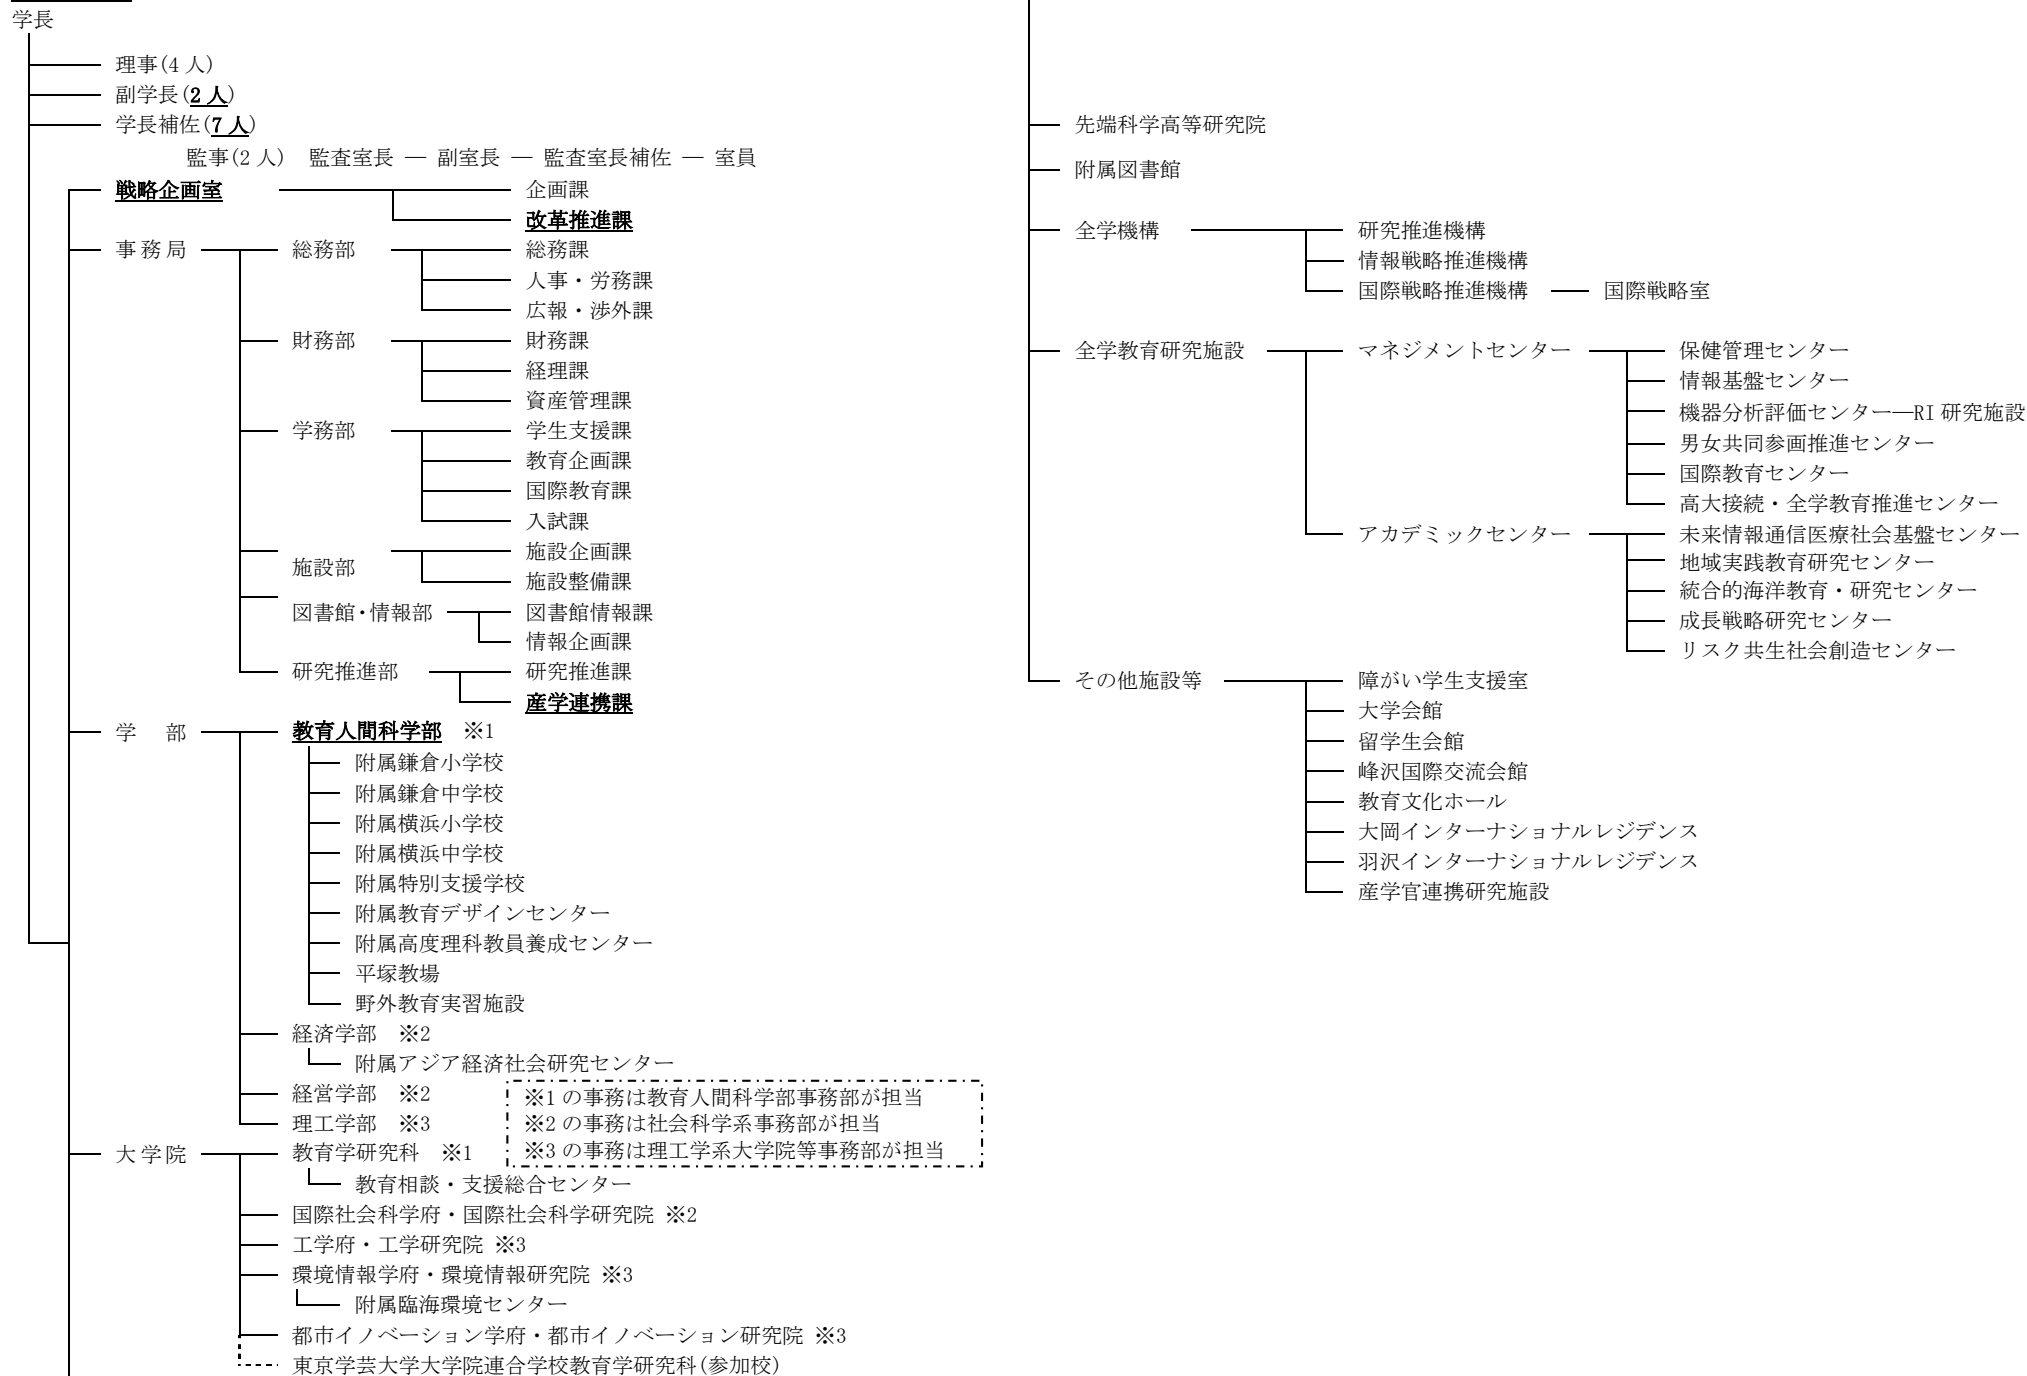 学長
理事(4 人)
副学長(2 人)
学長補佐(7 人)
監事(2 人) 監査室長 ― 副室長 ― 監査室長補佐 ― 室員
戦略企画室 企画課
改革推進課
事務局 総務部 総務課
人事・労務課
広報・渉外課
財務部 財務課
経理課
資産管理課
学務部 学生支援課
教育企画課
国際教育課
入試課
施設企画課
施設部
施設整備課
図書館・情報部 図書館情報課
情報企画課
研究推進部 研究推進課
産学連携課
学 部 教育人間科学部 ※1
附属鎌倉小学校
附属鎌倉中学校
附属横浜小学校
附属横浜中学校
附属特別支援学校
附属教育デザインセンター
附属高度理科教員養成センター
平塚教場
野外教育実習施設
経済学部 ※2
附属アジア経済社会研究センター
経営学部 ※2
理工学部 ※3
※1 の事務は教育人間科学部事務部が担当
※2 の事務は社会科学系事務部が担当
※3 の事務は理工学系大学院等事務部が担当
大学院 教育学研究科 ※1
教育相談・支援総合センター
国際社会科学府・国際社会科学研究院 ※2
工学府・工学研究院 ※3
環境情報学府・環境情報研究院 ※3
附属臨海環境センター
都市イノベーション学府・都市イノベーション研究院 ※3
東京学芸大学大学院連合学校教育学研究科(参加校)
先端科学高等研究院
附属図書館
全学機構 研究推進機構
情報戦略推進機構
国際戦略推進機構 国際戦略室
全学教育研究施設 マネジメントセンター 保健管理センター
情報基盤センター
機器分析評価センター―RI 研究施設
男女共同参画推進センター
国際教育センター
高大接続・全学教育推進センター
アカデミックセンター 未来情報通信医療社会基盤センター
地域実践教育研究センター
統合的海洋教育・研究センター
成長戦略研究センター
リスク共生社会創造センター
その他施設等 障がい学生支援室
大学会館
留学生会館
峰沢国際交流会館
教育文化ホール
大岡インターナショナルレジデンス
羽沢インターナショナルレジデンス
産学官連携研究施設